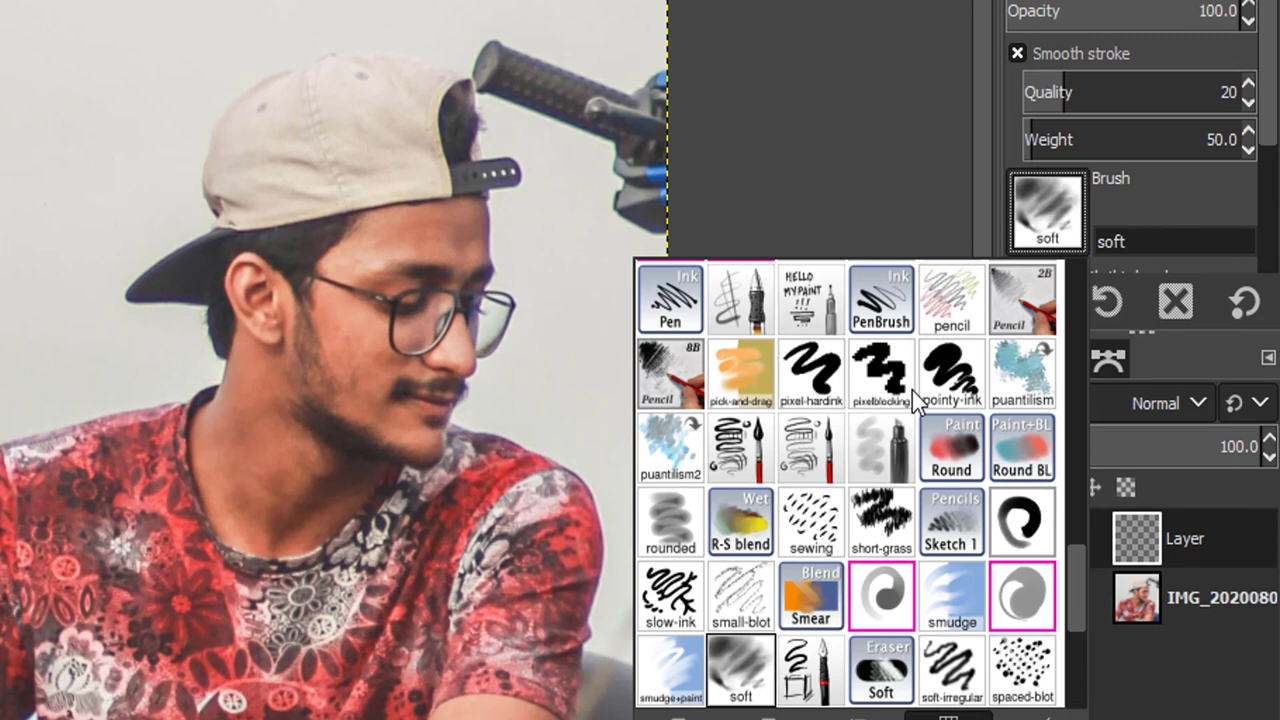 Opacity 100.0
Smooth stroke
Quality 20
Weight 50.0
Brush
soft
soft
Ink
Pen
HELLO
MYPAINT
!!!
Ink
PenBrush
pencil
2B
Pencil
8B
Pencil
pick-and-drag
pixel-hardink
pixelblocking
pointy-ink
puantilism
puantilism2
Paint
Round
Paint+BL
Round BL
rounded
Wet
R-S blend
sewing
short-grass
Pencils
Sketch 1
slow-ink
small-blot
Blend
Smear
smudge
smudge+paint
soft
Eraser
Soft
soft-irregular
spaced-blot
Normal
100.0
Layer
IMG_2020080